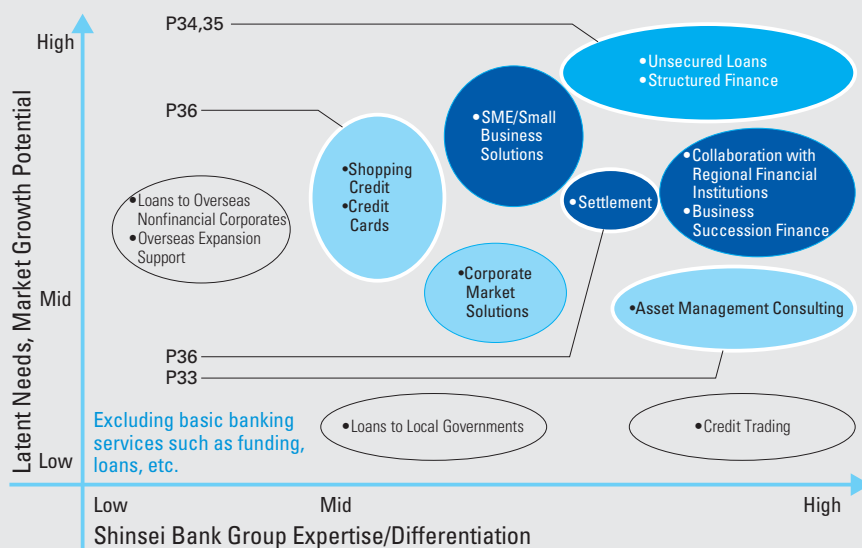 P34,35
High
•Unsecured Loans
•Structured Finance
P36
•SME/Small
Business
Solutions
•Shopping
Credit
•Credit
Cards
•Collaboration with
Regional Financial
Institutions
•Business
Succession Finance
•Loans to Overseas
Nonfinancial Corporates
•Overseas Expansion
Support
•Settlement
Latent Needs, Market Growth Potential
Mid
•Corporate
Market
Solutions
•Asset Management Consulting
P36
P33
Excluding basic banking
services such as funding,
loans, etc.
•Loans to Local Governments
•Credit Trading
Low
Low
Mid
High
Shinsei Bank Group Expertise/Differentiation